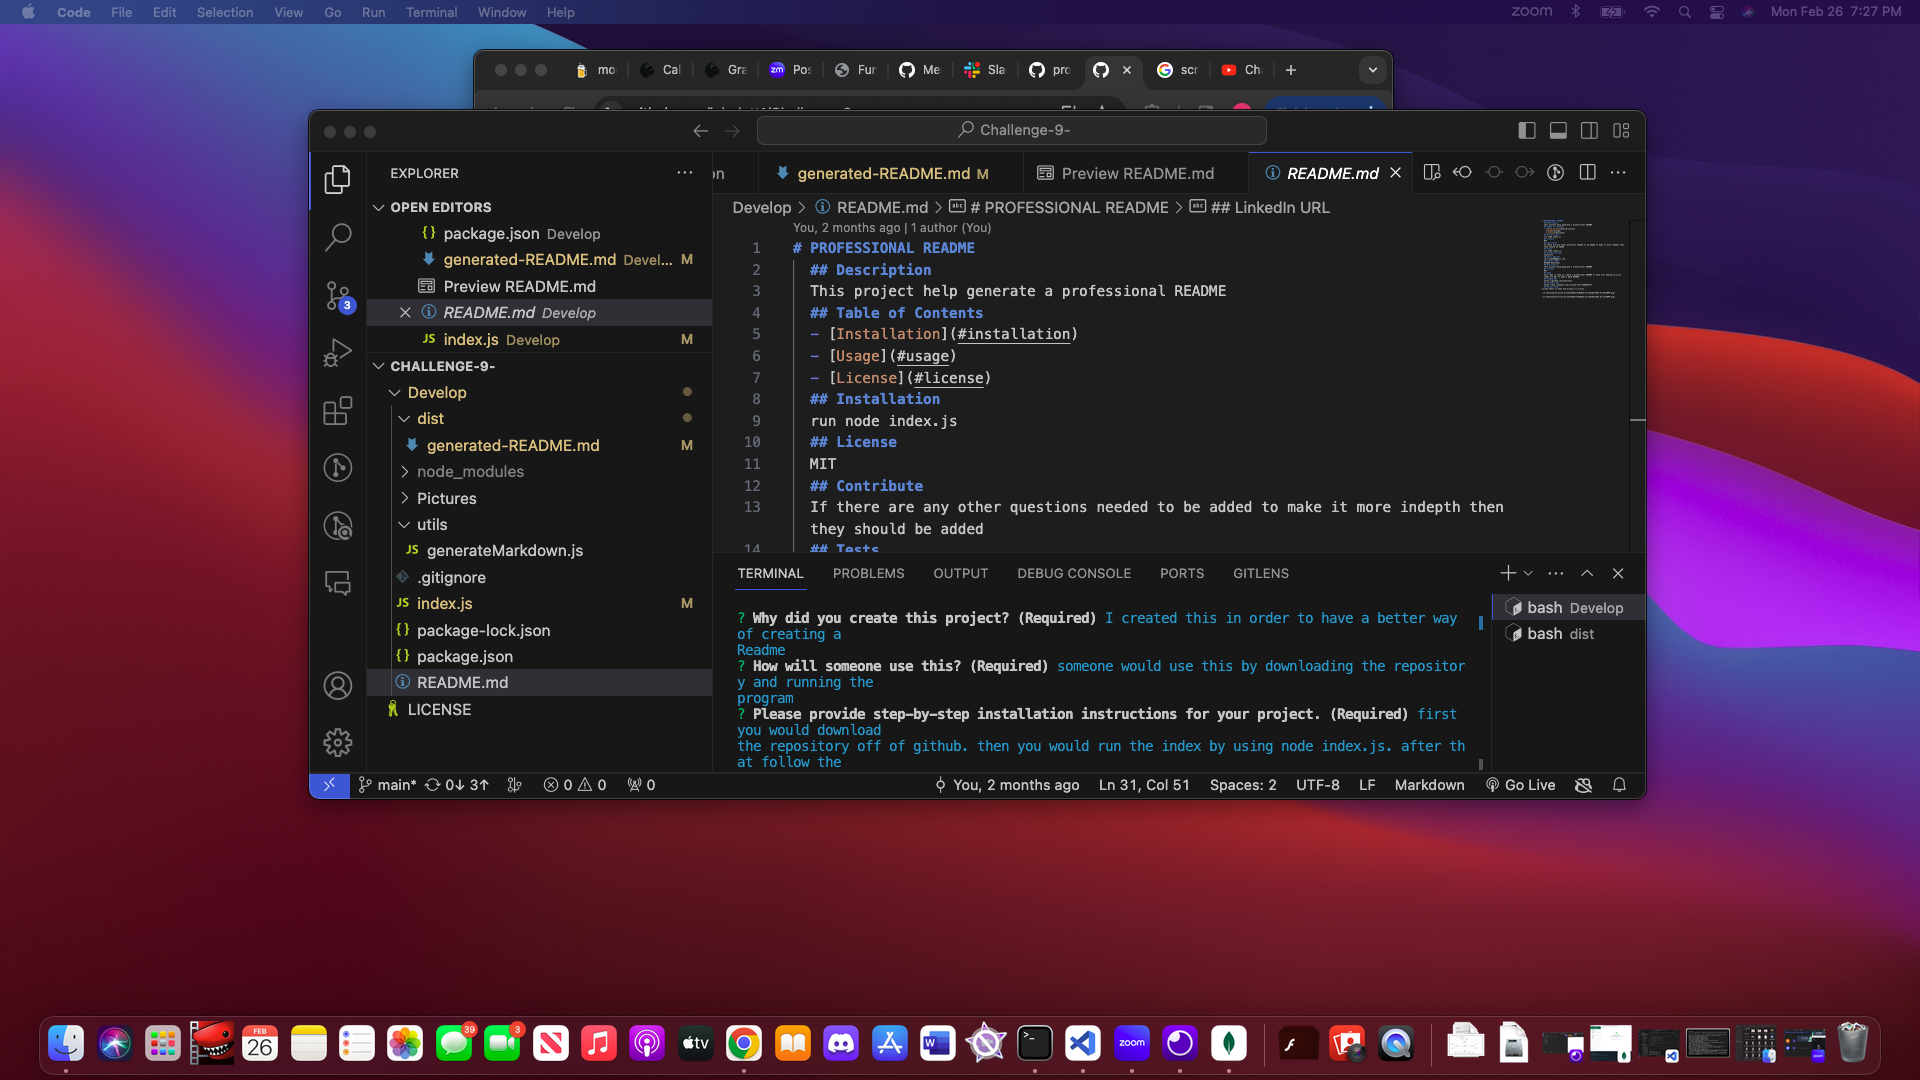 Code File Edit Selection View Go Run Terminal Window Help
zoom Mon Feb 26 7:27 PM
mo Cal Gra Pos Fur Me Sla pro scr Ch
Challenge-9-
EXPLORER
OPEN EDITORS
package.json Develop
generated-README.md Devel... M
Preview README.md
README.md Develop
index.js Develop M
CHALLENGE-9-
Develop
dist
generated-README.md M
node_modules
Pictures
utils
JS generateMarkdown.js
.gitignore
JS index.js M
package-lock.json
package.json
README.md
LICENSE
3
on generated-README.md M Preview README.md README.md
Develop > README.md > # PROFESSIONAL README > ## LinkedIn URL
You, 2 months ago | 1 author (You)
1 # PROFESSIONAL README
2 ## Description
3 This project help generate a professional README
4 ## Table of Contents
5 - [Installation](#installation)
6 - [Usage](#usage)
7 - [License](#license)
8 ## Installation
9 run node index.js
10 ## License
11 MIT
12 ## Contribute
13 If there are any other questions needed to be added to make it more indepth then
they should be added
14 ## Tests
TERMINAL PROBLEMS OUTPUT DEBUG CONSOLE PORTS GITLENS
? Why did you create this project? (Required) I created this in order to have a better way
of creating a
Readme
? How will someone use this? (Required) someone would use this by downloading the repositor
y and running the
program
? Please provide step-by-step installation instructions for your project. (Required) first
you would download
the repository off of github. then you would run the index by using node index.js. after th
at follow the
bash Develop
bash dist
main* 0↓ 3↑ 0 0 0 You, 2 months ago Ln 31, Col 51 Spaces: 2 UTF-8 LF Markdown Go Live
FEB
26
39
3
tv
zoom